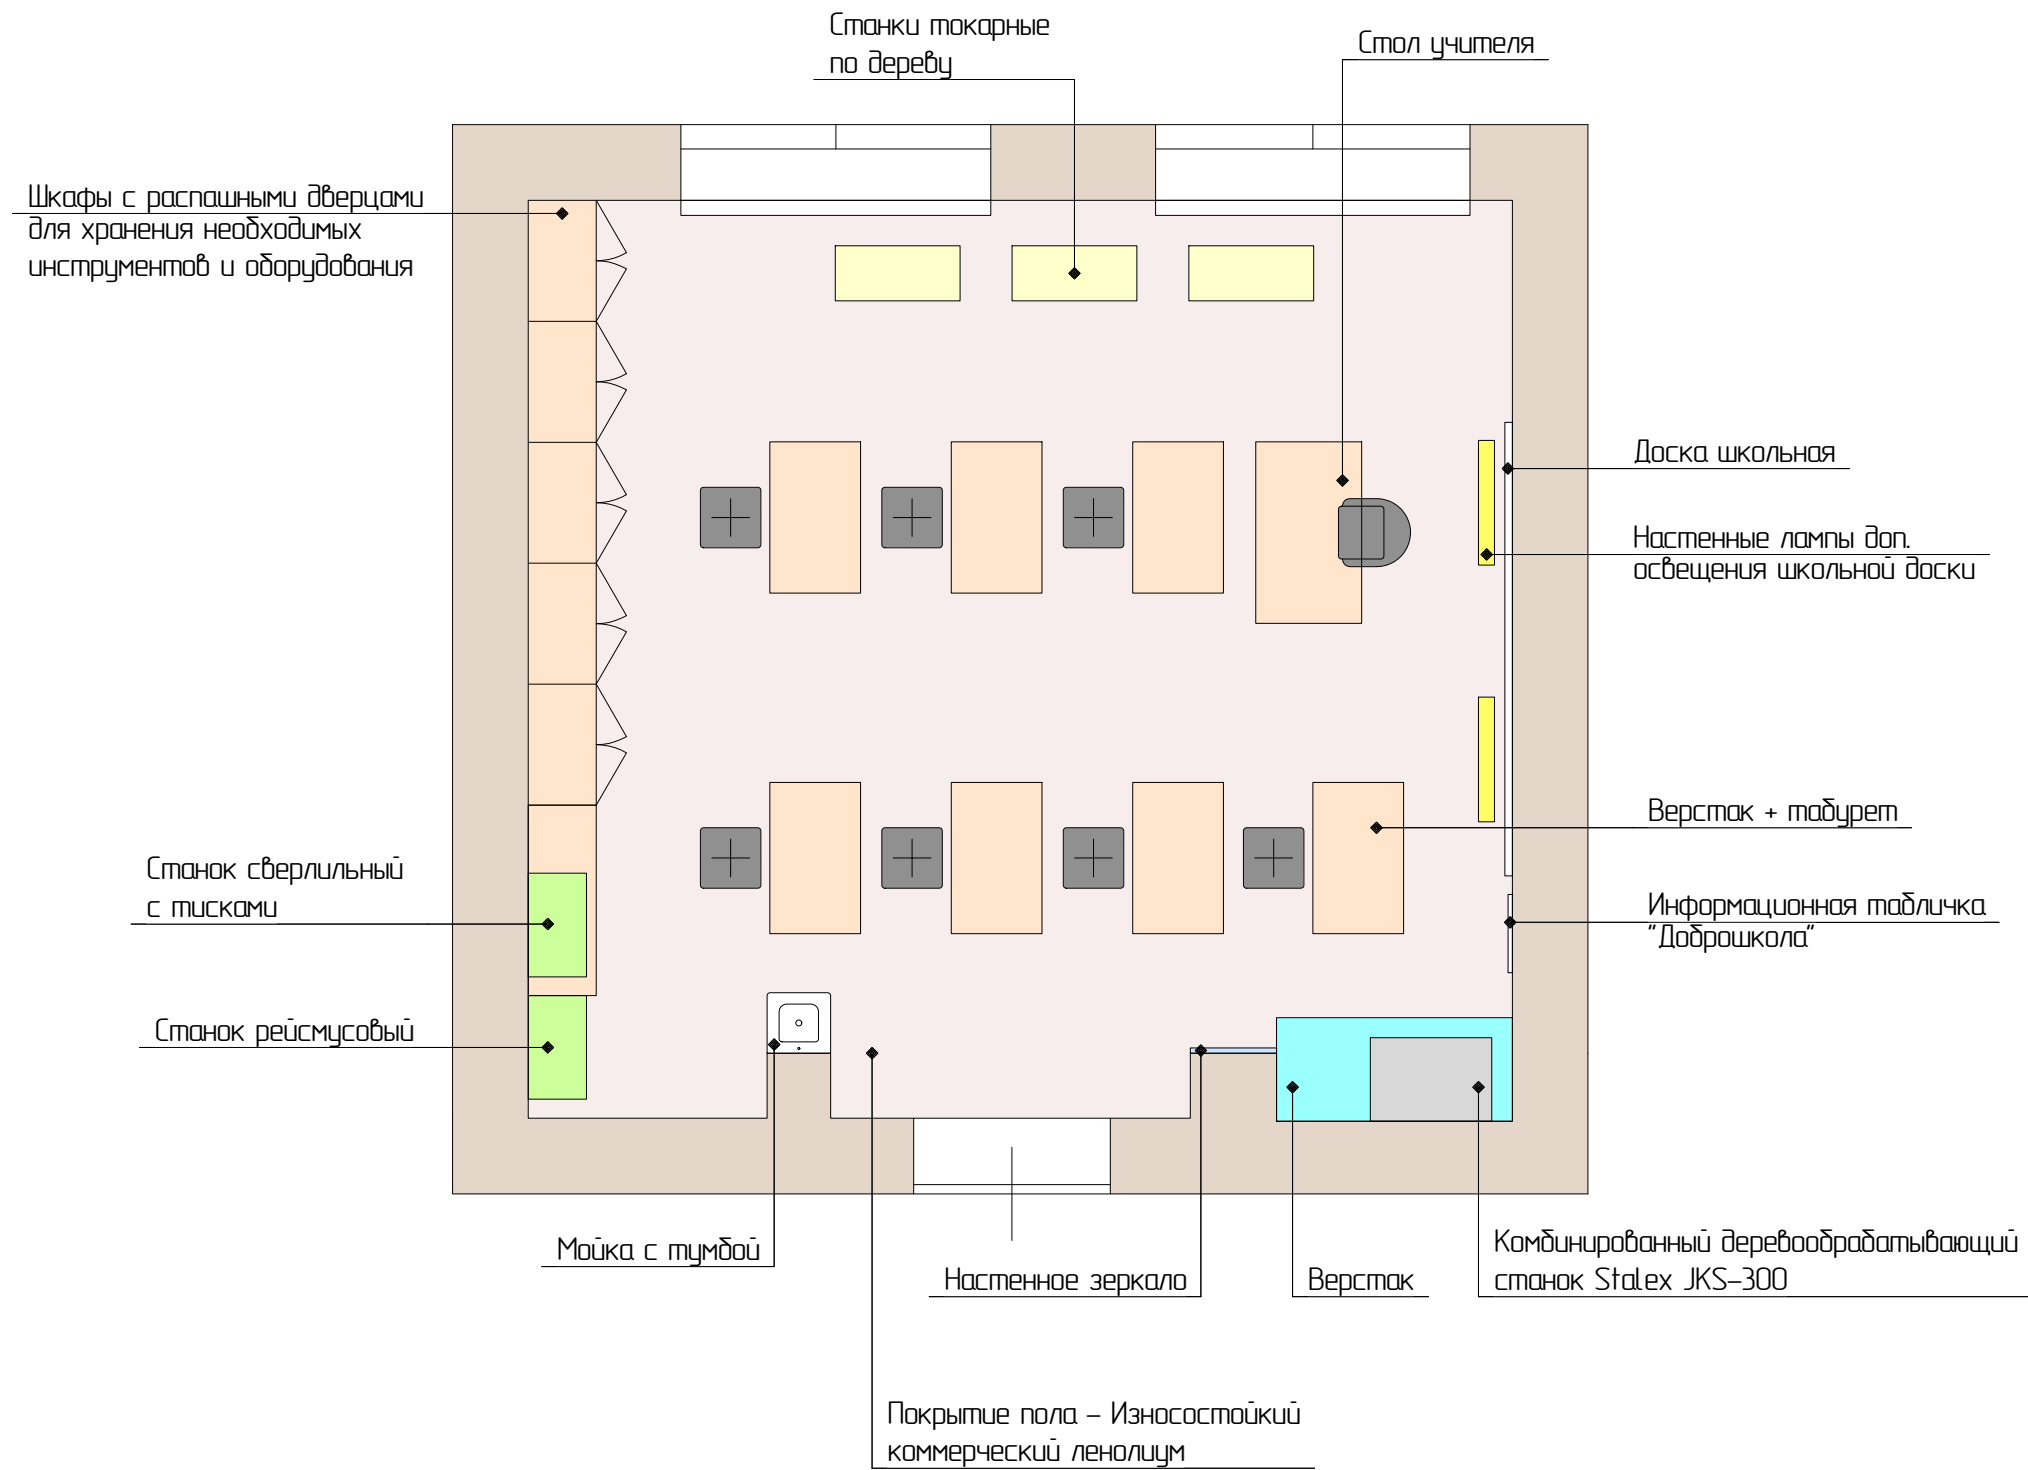 Станки токарные
по дереву
Стол учителя
Шкафы с распашными дверцами
для хранения необходимых
инструментов и оборудования
Доска школьная
Настенные лампы доп.
освещения школьной доски
Верстак + табурет
Станок сверлильный
с тисками
Информационная табличка
"Доброшкола"
Станок рейсмусовый
Мойка с тумбой
Настенное зеркало
Верстак
Комбинированный деревообрабатывающий
станок Stalex JKS-300
Покрытие пола - Износостойкий
коммерческий ленолиум